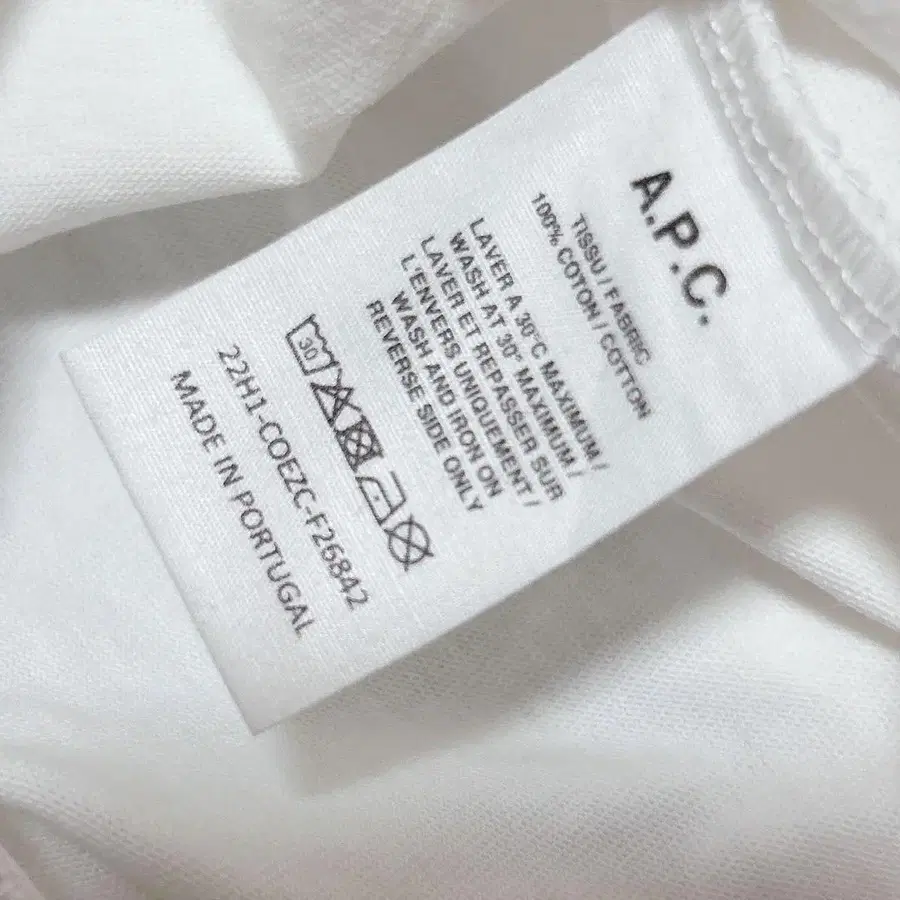 A.P.C.
TISSU / FABRIC
100% COTON / COTTON
LAVER A 30°C MAXIMUM /
WASH AT 30° MAXIMUM /
LAVER ET REPASSER SUR
L'ENVERS UNIQUEMENT /
WASH AND IRON ON
REVERSE SIDE ONLY
30
22H1-COEZC-F26842
MADE IN PORTUGAL